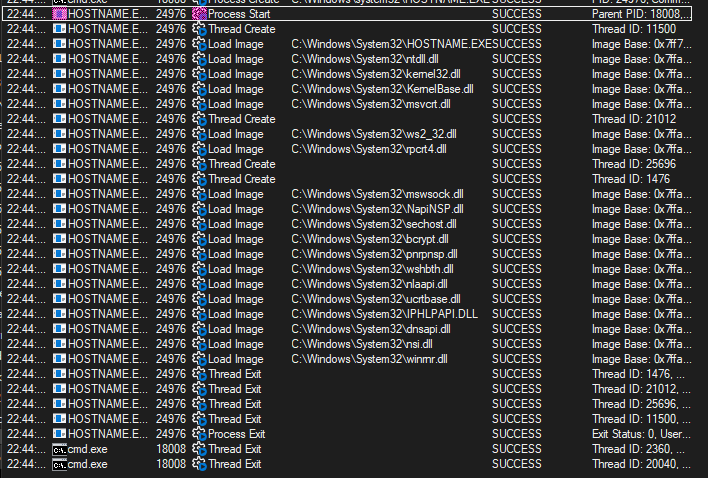 22:44:... HOSTNAME.E... 24976 Process Start SUCCESS Parent PID: 18008,...
22:44:... HOSTNAME.E... 24976 Thread Create SUCCESS Thread ID: 11500
22:44:... HOSTNAME.E... 24976 Load Image C:\Windows\System32\HOSTNAME.EXE SUCCESS Image Base: 0x7ff7...
22:44:... HOSTNAME.E... 24976 Load Image C:\Windows\System32\ntdll.dll SUCCESS Image Base: 0x7ffa...
22:44:... HOSTNAME.E... 24976 Load Image C:\Windows\System32\kernel32.dll SUCCESS Image Base: 0x7ffa...
22:44:... HOSTNAME.E... 24976 Load Image C:\Windows\System32\KernelBase.dll SUCCESS Image Base: 0x7ffa...
22:44:... HOSTNAME.E... 24976 Load Image C:\Windows\System32\msvcrt.dll SUCCESS Image Base: 0x7ffa...
22:44:... HOSTNAME.E... 24976 Thread Create SUCCESS Thread ID: 21012
22:44:... HOSTNAME.E... 24976 Load Image C:\Windows\System32\ws2_32.dll SUCCESS Image Base: 0x7ffa...
22:44:... HOSTNAME.E... 24976 Load Image C:\Windows\System32\rpcrt4.dll SUCCESS Image Base: 0x7ffa...
22:44:... HOSTNAME.E... 24976 Thread Create SUCCESS Thread ID: 25696
22:44:... HOSTNAME.E... 24976 Thread Create SUCCESS Thread ID: 1476
22:44:... HOSTNAME.E... 24976 Load Image C:\Windows\System32\mswsock.dll SUCCESS Image Base: 0x7ffa...
22:44:... HOSTNAME.E... 24976 Load Image C:\Windows\System32\NapiNSP.dll SUCCESS Image Base: 0x7ffa...
22:44:... HOSTNAME.E... 24976 Load Image C:\Windows\System32\sechost.dll SUCCESS Image Base: 0x7ffa...
22:44:... HOSTNAME.E... 24976 Load Image C:\Windows\System32\bcrypt.dll SUCCESS Image Base: 0x7ffa...
22:44:... HOSTNAME.E... 24976 Load Image C:\Windows\System32\pnrpnsp.dll SUCCESS Image Base: 0x7ffa...
22:44:... HOSTNAME.E... 24976 Load Image C:\Windows\System32\wshbth.dll SUCCESS Image Base: 0x7ffa...
22:44:... HOSTNAME.E... 24976 Load Image C:\Windows\System32\nlaapi.dll SUCCESS Image Base: 0x7ffa...
22:44:... HOSTNAME.E... 24976 Load Image C:\Windows\System32\ucrtbase.dll SUCCESS Image Base: 0x7ffa...
22:44:... HOSTNAME.E... 24976 Load Image C:\Windows\System32\IPHLPAPI.DLL SUCCESS Image Base: 0x7ffa...
22:44:... HOSTNAME.E... 24976 Load Image C:\Windows\System32\dnsapi.dll SUCCESS Image Base: 0x7ffa...
22:44:... HOSTNAME.E... 24976 Load Image C:\Windows\System32\nsi.dll SUCCESS Image Base: 0x7ffa...
22:44:... HOSTNAME.E... 24976 Load Image C:\Windows\System32\winrnr.dll SUCCESS Image Base: 0x7ffa...
22:44:... HOSTNAME.E... 24976 Thread Exit SUCCESS Thread ID: 1476, ...
22:44:... HOSTNAME.E... 24976 Thread Exit SUCCESS Thread ID: 21012,...
22:44:... HOSTNAME.E... 24976 Thread Exit SUCCESS Thread ID: 25696,...
22:44:... HOSTNAME.E... 24976 Thread Exit SUCCESS Thread ID: 11500,...
22:44:... HOSTNAME.E... 24976 Process Exit SUCCESS Exit Status: 0, User...
22:44:... cmd.exe 18008 Thread Exit SUCCESS Thread ID: 2360, ...
22:44:... cmd.exe 18008 Thread Exit SUCCESS Thread ID: 20040,...